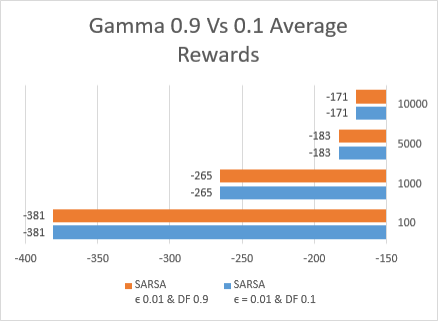 Gamma 0.9 Vs 0.1 Average
Rewards
-171
-171
10000
-183
-183
5000
-265
-265
1000
-381
-381
100
-400 -350 -300 -250 -200 -150
SARSA
ϵ 0.01 & DF 0.9
SARSA
ϵ = 0.01 & DF 0.1